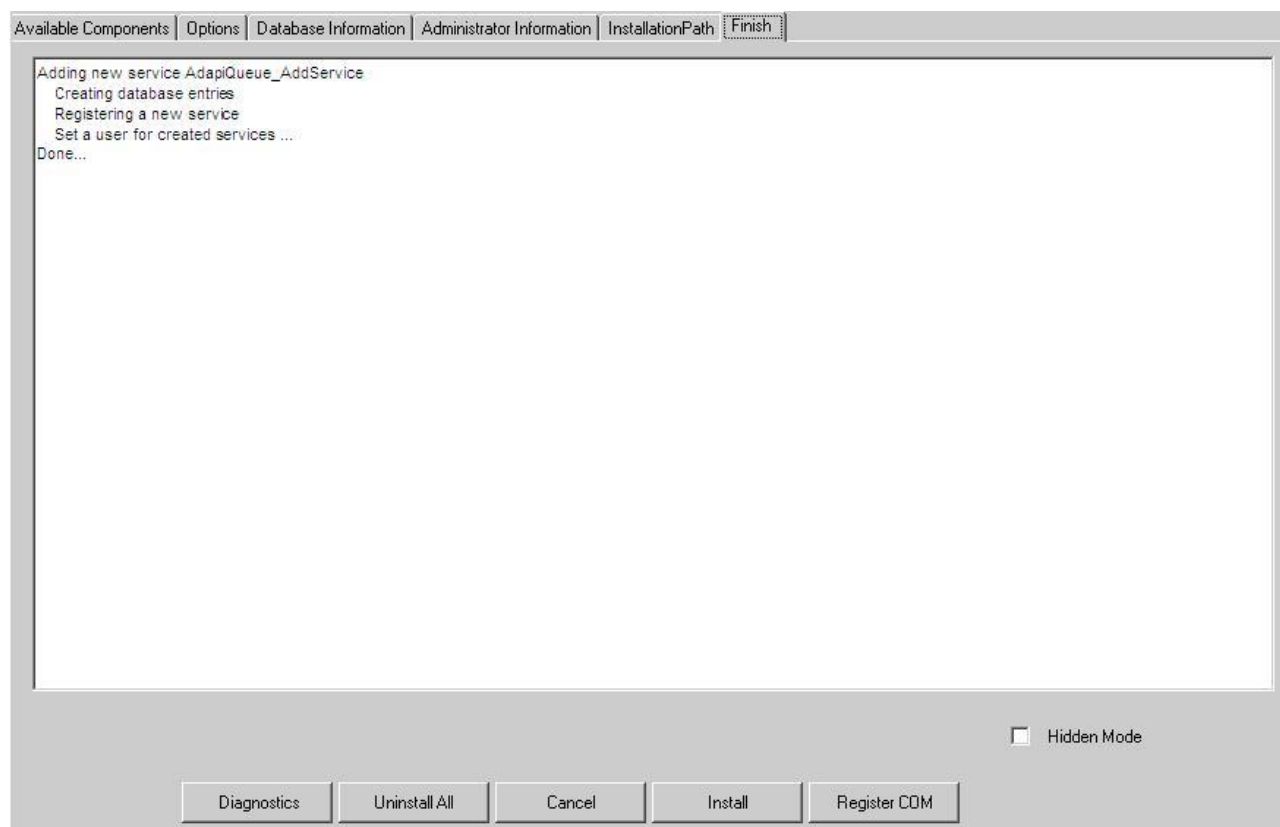 Available Components Options Database Information Administrator Information InstallationPath Finish
Adding new service AdapiQueue_AddService
Creating database entries
Registering a new service
Set a user for created services ...
Done...
Hidden Mode
Diagnostics Uninstall All Cancel Install Register COM